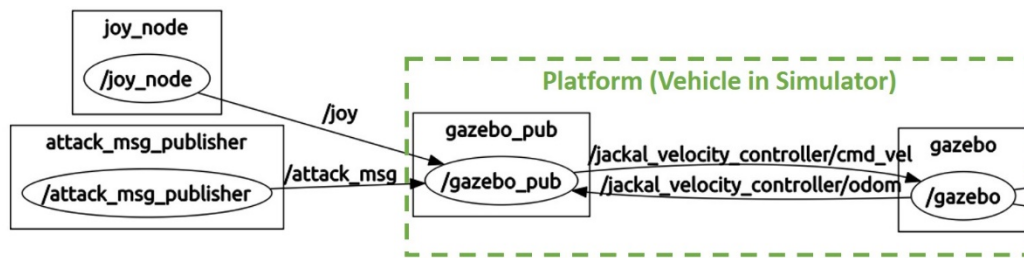 joy_node
/joy_node
/joy
attack_msg_publisher
/attack_msg_publisher
/attack_msg
Platform (Vehicle in Simulator)
gazebo_pub
/gazebo_pub
/jackal_velocity_controller/cmd_vel
/jackal_velocity_controller/odom
gazebo
/gazebo